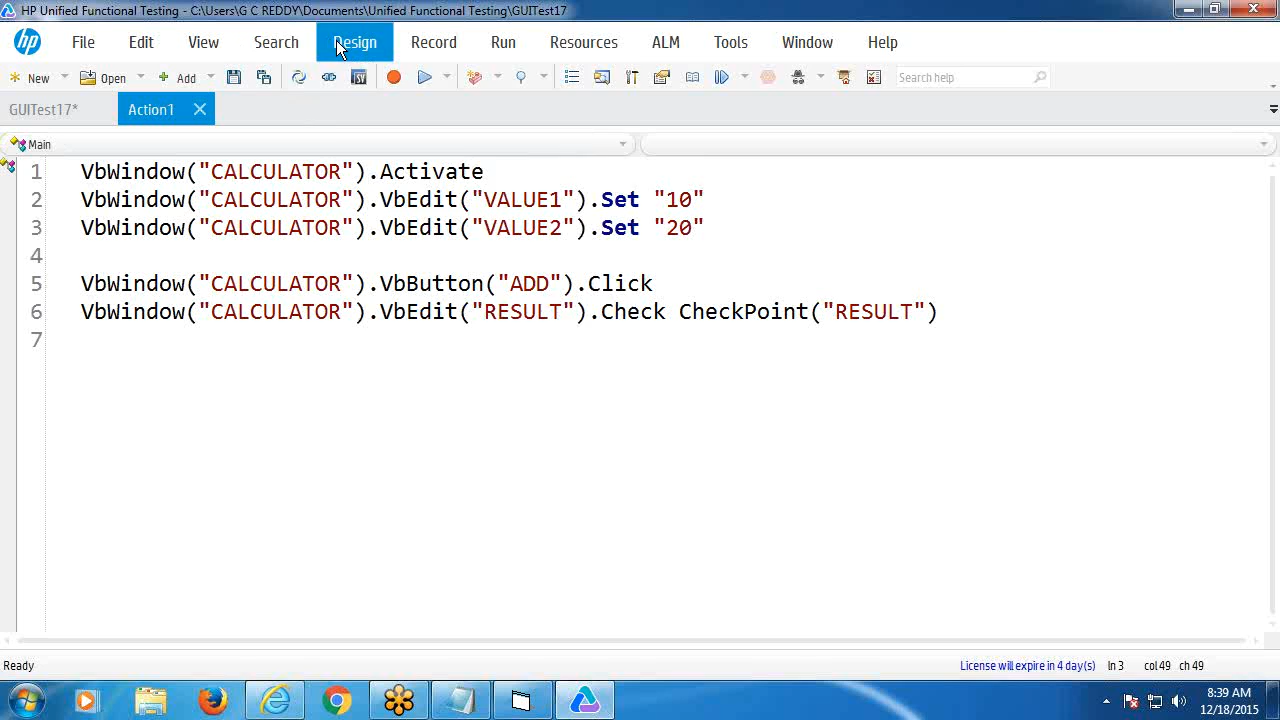 HP Unified Functional Testing - C:\Users\G C REDDY\Documents\Unified Functional Testing\GUITest17
hp File Edit View Search Design Record Run Resources ALM Tools Window Help
New Open Add Search help
GUITest17* Action1
Main
1 VbWindow("CALCULATOR").Activate
2 VbWindow("CALCULATOR").VbEdit("VALUE1").Set "10"
3 VbWindow("CALCULATOR").VbEdit("VALUE2").Set "20"
4
5 VbWindow("CALCULATOR").VbButton("ADD").Click
6 VbWindow("CALCULATOR").VbEdit("RESULT").Check CheckPoint("RESULT")
7
Ready License will expire in 4 day(s) ln 3 col 49 ch 49
8:39 AM
12/18/2015